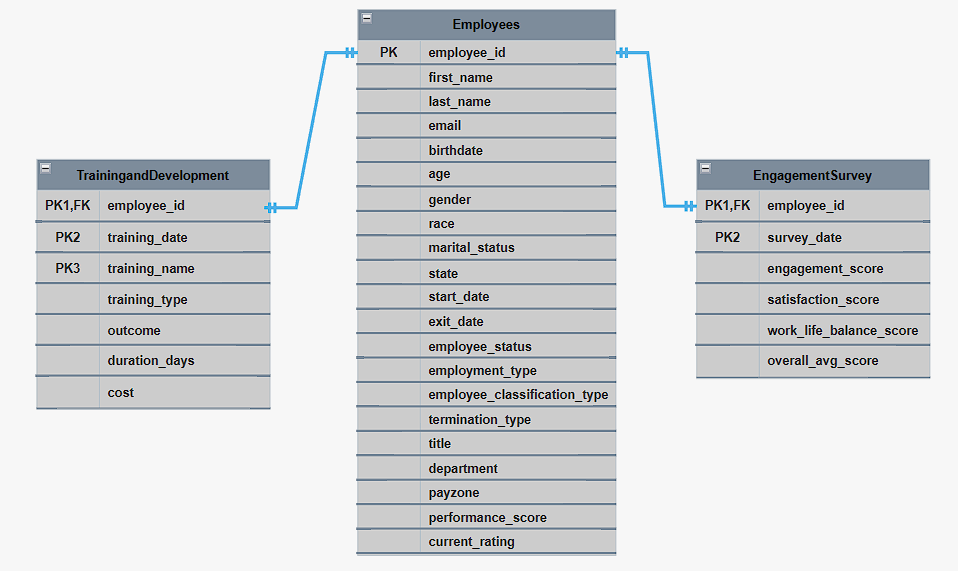 Employees
PK employee_id
first_name
last_name
email
birthdate
age
gender
race
marital_status
state
start_date
exit_date
employee_status
employment_type
employee_classification_type
termination_type
title
department
payzone
performance_score
current_rating
TrainingandDevelopment
PK1,FK employee_id
PK2 training_date
PK3 training_name
training_type
outcome
duration_days
cost
EngagementSurvey
PK1,FK employee_id
PK2 survey_date
engagement_score
satisfaction_score
work_life_balance_score
overall_avg_score